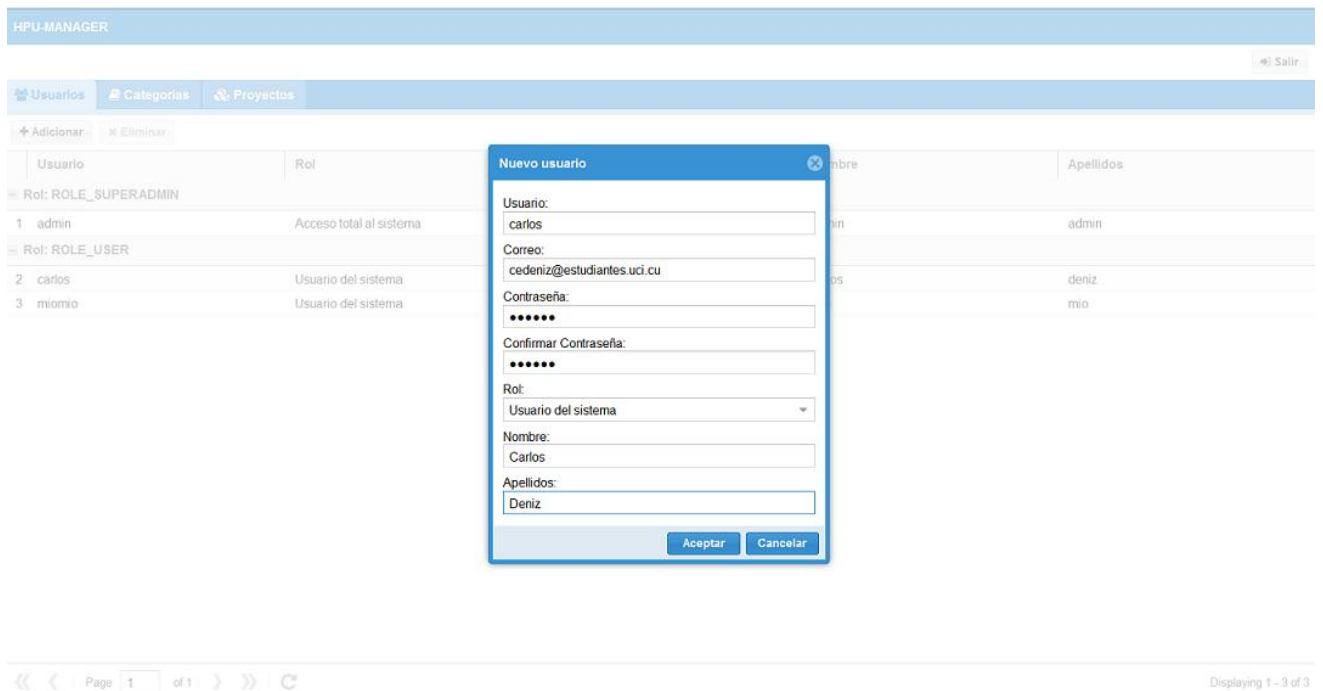 HPU-MANAGER
Salir
Usuarios Categorias Proyectos
Adicionar Eliminar
Usuario Rol mbre Apellidos
Rol: ROLE_SUPERADMIN
1 admin Acceso total al sistema admin
Rol: ROLE_USER
2 carlos Usuario del sistema os deniz
3 miomio Usuario del sistema mio
Nuevo usuario
Usuario:
carlos
Correo:
cedeniz@estudiantes.uci.cu
Contraseña:
••••••
Confirmar Contraseña:
••••••
Rol:
Usuario del sistema
Nombre:
Carlos
Apellidos:
Deniz
Aceptar Cancelar
Page 1 of 1
Displaying 1 - 3 of 3